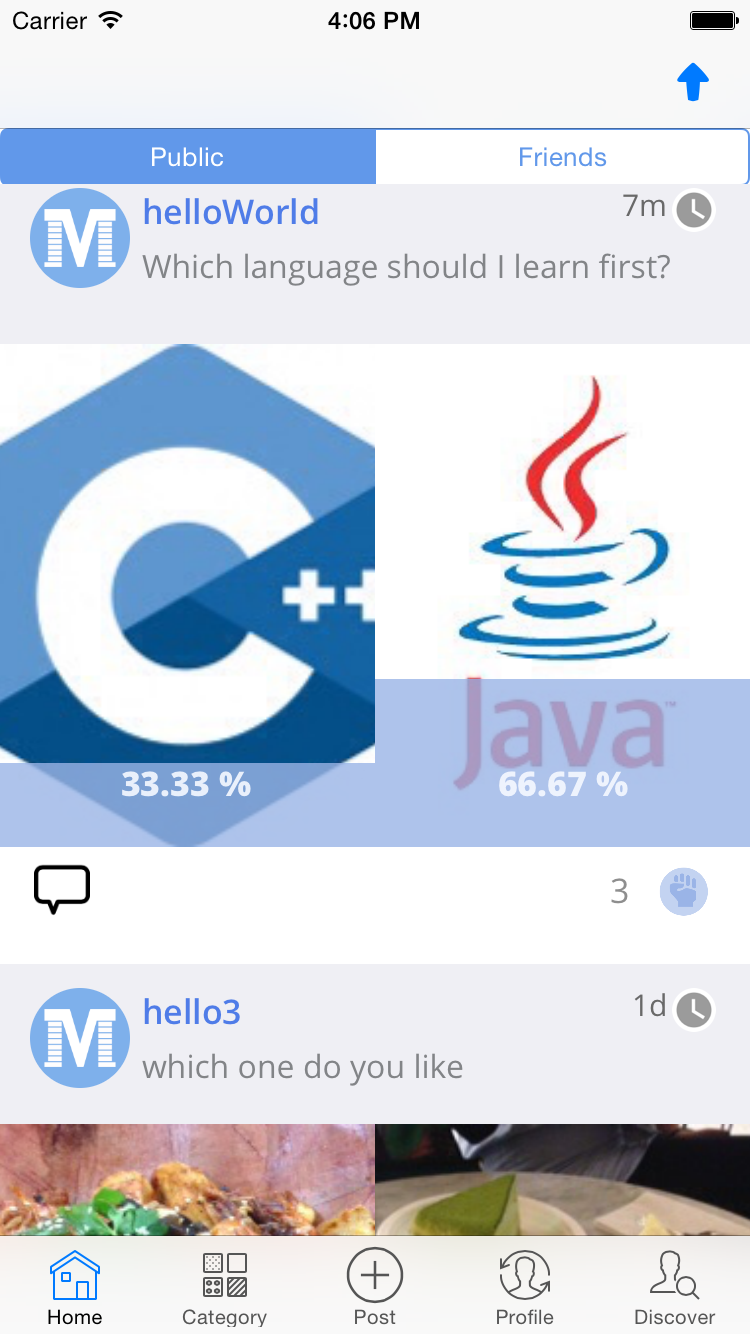 Carrier 4:06 PM
Public Friends
M helloWorld 7m
Which language should I learn first?
C++
Java™
33.33 % 66.67 %
3
M hello3 1d
which one do you like
Home Category Post Profile Discover